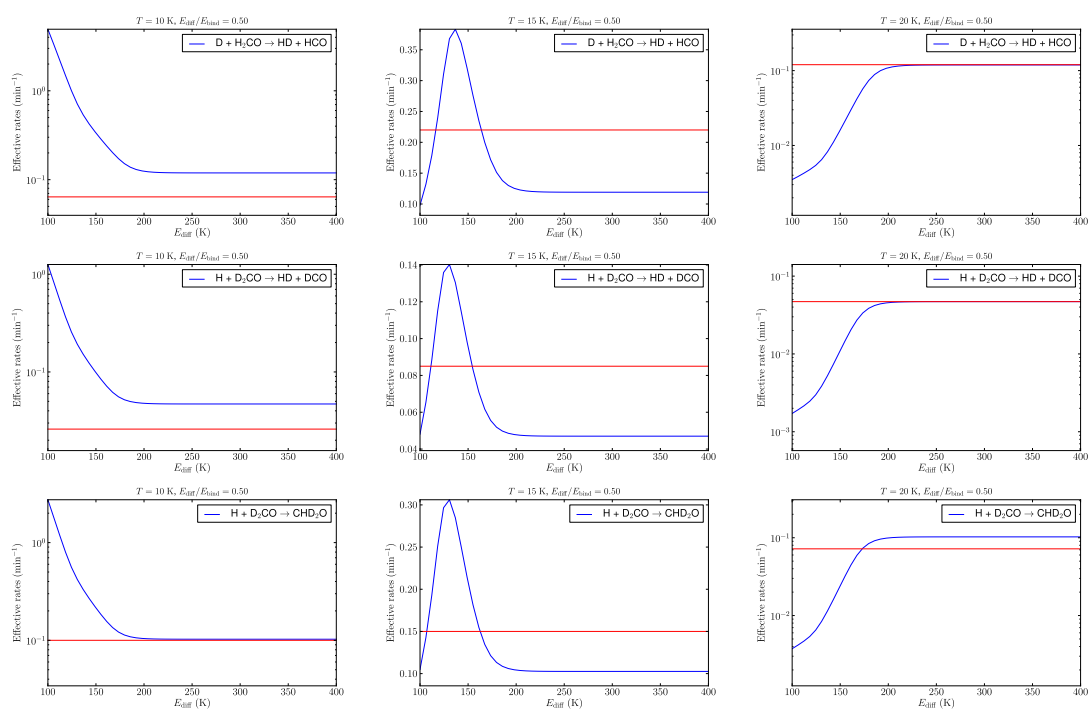 T = 10 K, E_diff/E_bind = 0.50
D + H₂CO → HD + HCO
Effective rates (min⁻¹)
10⁰
10⁻¹
100 150 200 250 300 350 400
E_diff (K)
T = 15 K, E_diff/E_bind = 0.50
D + H₂CO → HD + HCO
Effective rates (min⁻¹)
0.35
0.30
0.25
0.20
0.15
0.10
100 150 200 250 300 350 400
E_diff (K)
T = 20 K, E_diff/E_bind = 0.50
D + H₂CO → HD + HCO
Effective rates (min⁻¹)
10⁻¹
10⁻²
100 150 200 250 300 350 400
E_diff (K)
T = 10 K, E_diff/E_bind = 0.50
H + D₂CO → HD + DCO
Effective rates (min⁻¹)
10⁰
10⁻¹
100 150 200 250 300 350 400
E_diff (K)
T = 15 K, E_diff/E_bind = 0.50
H + D₂CO → HD + DCO
Effective rates (min⁻¹)
0.14
0.12
0.10
0.08
0.06
0.04
100 150 200 250 300 350 400
E_diff (K)
T = 20 K, E_diff/E_bind = 0.50
H + D₂CO → HD + DCO
Effective rates (min⁻¹)
10⁻¹
10⁻²
10⁻³
100 150 200 250 300 350 400
E_diff (K)
T = 10 K, E_diff/E_bind = 0.50
H + D₂CO → CHD₂O
Effective rates (min⁻¹)
10⁰
10⁻¹
100 150 200 250 300 350 400
E_diff (K)
T = 15 K, E_diff/E_bind = 0.50
H + D₂CO → CHD₂O
Effective rates (min⁻¹)
0.30
0.25
0.20
0.15
0.10
100 150 200 250 300 350 400
E_diff (K)
T = 20 K, E_diff/E_bind = 0.50
H + D₂CO → CHD₂O
Effective rates (min⁻¹)
10⁻¹
10⁻²
100 150 200 250 300 350 400
E_diff (K)